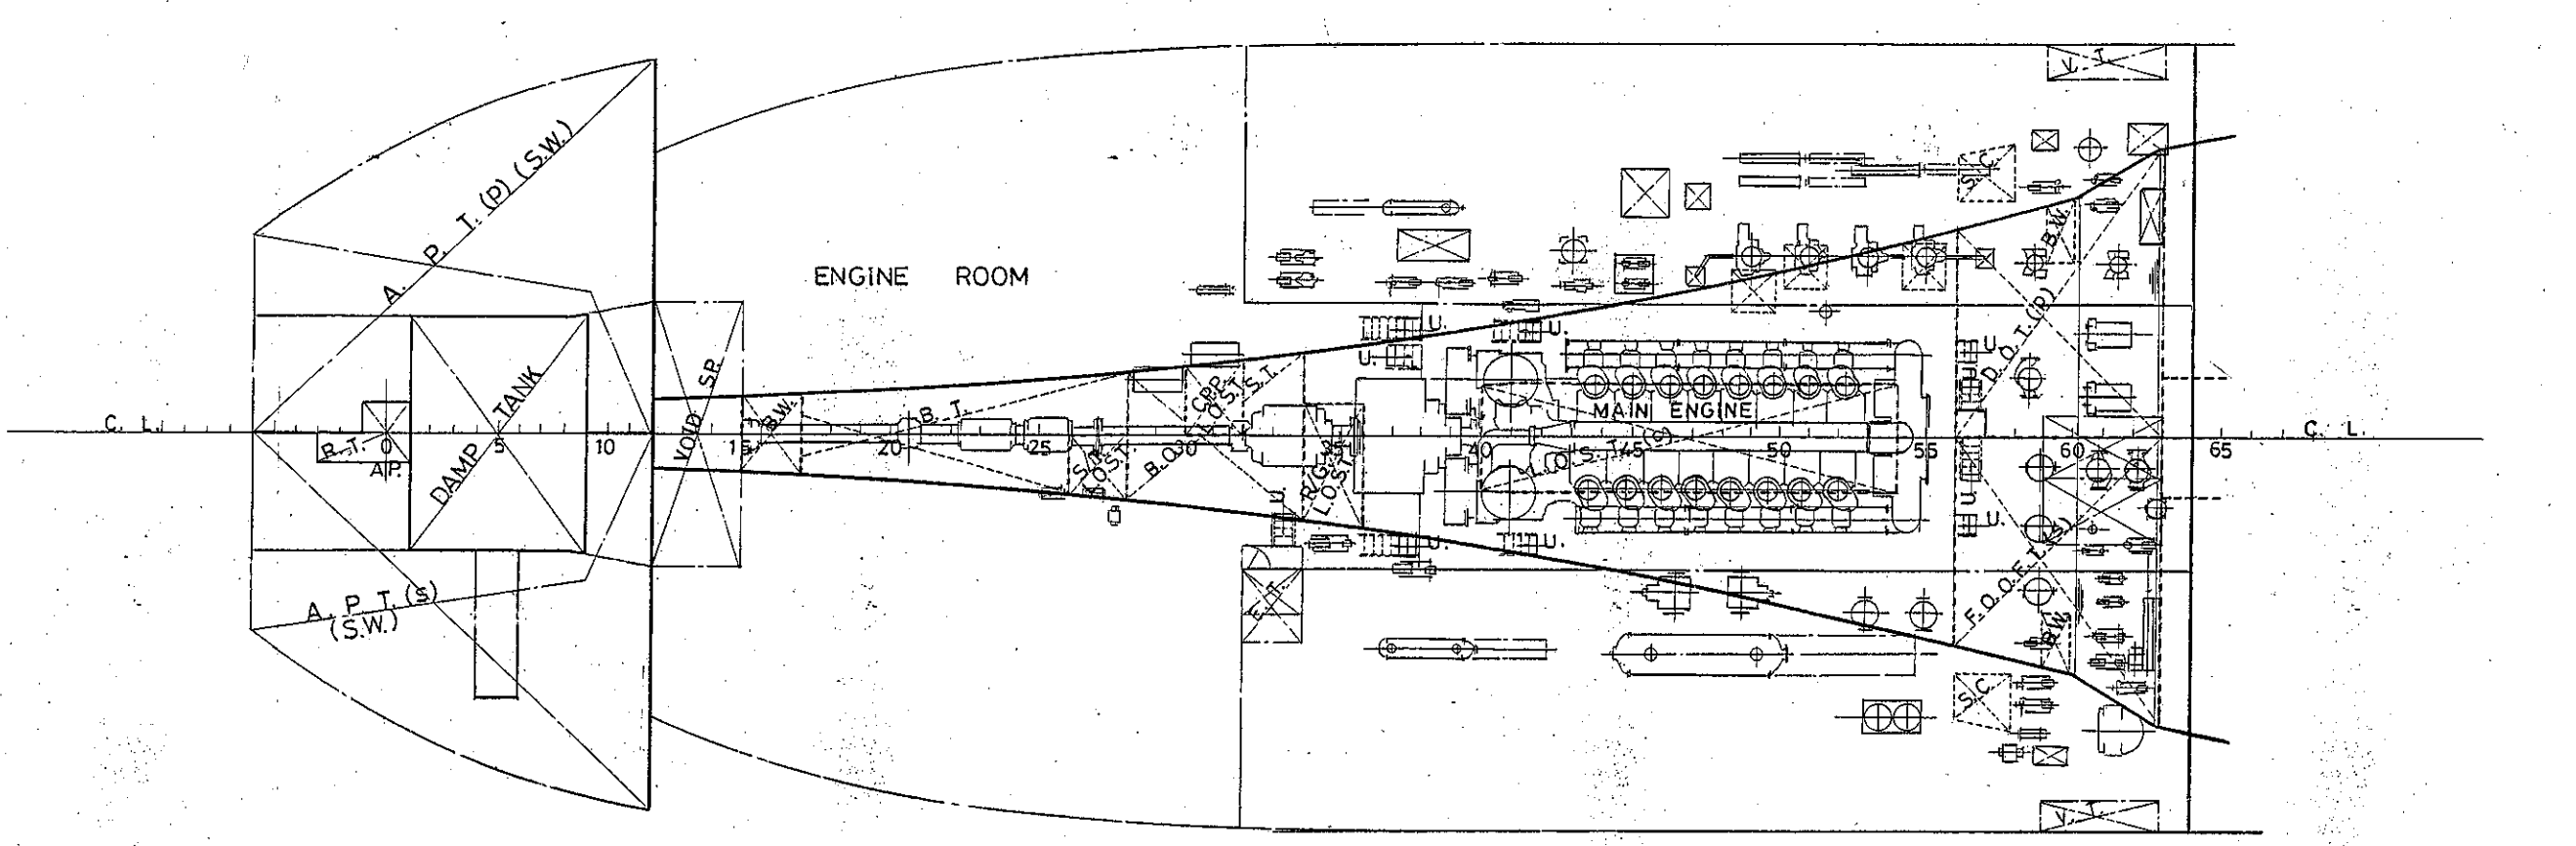 V. T.
A. P. T. (P) (S.W.)
S.C.
B.W.
ENGINE ROOM
D.O.T.(P)
U.
U.
U.
U.
VOID SP.
DAMP TANK
B.W.
B. T.
C.P.P.
L.O.S.T.
S.T.
MAIN ENGINE
C. L.
C. L.
R. T.
0
5
10
15
20
25
30
35
40
45
50
55
60
65
A.P.
S.T.
L.O.S.T.
B.O.
R/G
L.O.S.T.
L.O.S.T. (C)
U.
U.
U.
U.
U.
A. P. T. (S)
(S.W.)
F.O.O.F.T.(S)
B.W.
S.C.
V. T.